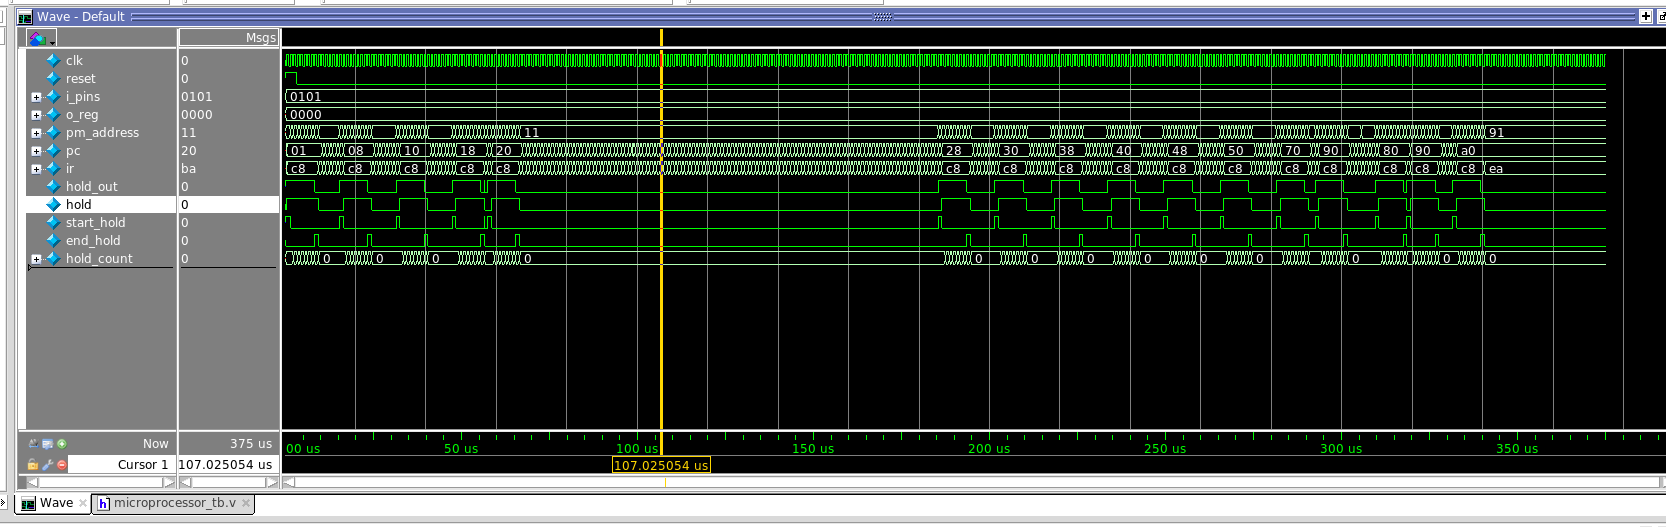 Wave - Default
Msgs
clk 0
reset 0
i_pins 0101 0101
o_reg 0000 0000
pm_address 11 11 91
pc 20 01 08 10 18 20 28 30 38 40 48 50 70 90 80 90 a0
ir ba c8 c8 c8 c8 c8 c8 c8 c8 c8 c8 c8 c8 c8 c8 c8 c8 ea
hold_out 0
hold 0
start_hold 0
end_hold 0
hold_count 0 0 0 0 0 0 0 0 0 0 0 0 0 0 0
Now 375 us 00 us 50 us 100 us 150 us 200 us 250 us 300 us 350 us
Cursor 1 107.025054 us 107.025054 us
Wave microprocessor_tb.v